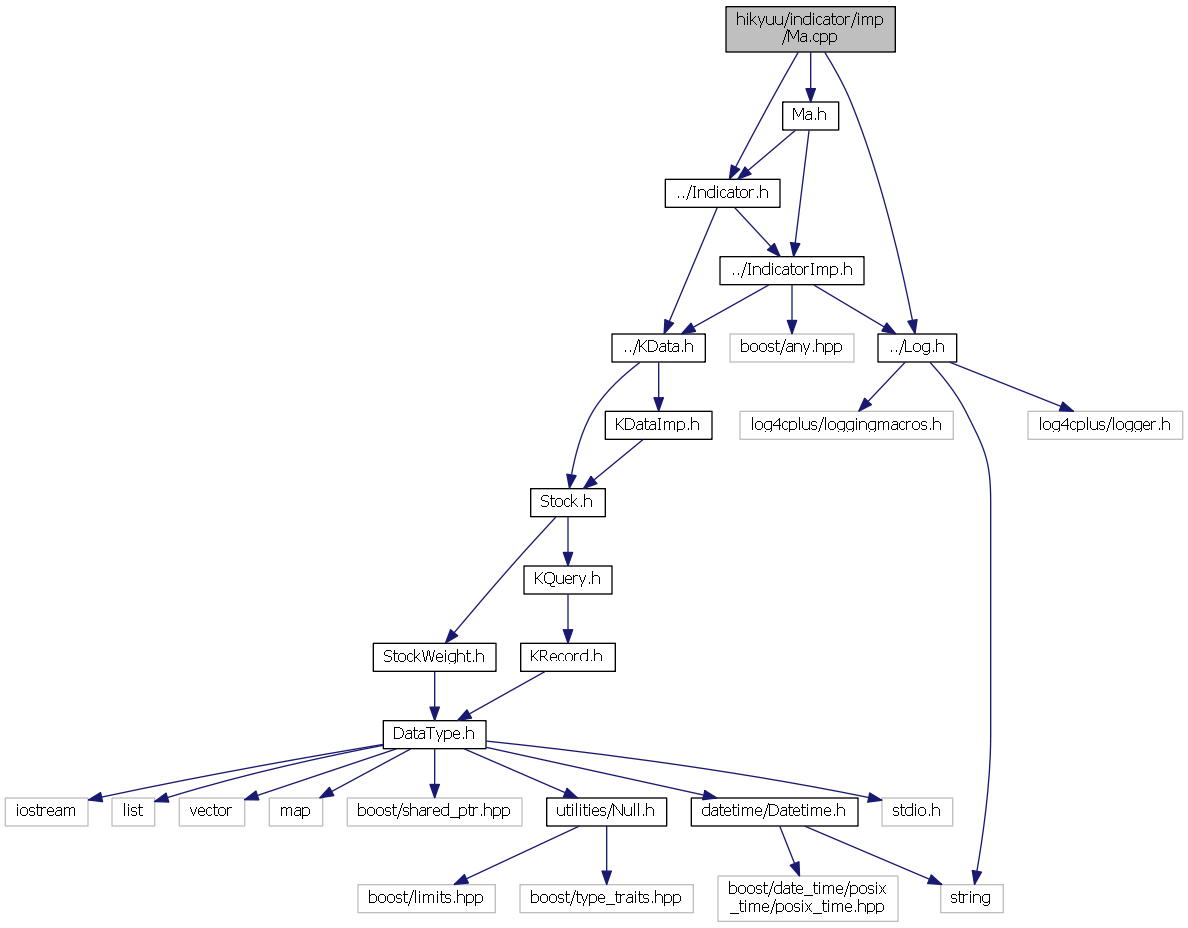 hikyuu/indicator/imp
/Ma.cpp
Ma.h
../Indicator.h
../IndicatorImp.h
../KData.h
boost/any.hpp
../Log.h
KDataImp.h
log4cplus/loggingmacros.h
log4cplus/logger.h
Stock.h
KQuery.h
StockWeight.h
KRecord.h
DataType.h
iostream
list
vector
map
boost/shared_ptr.hpp
utilities/Null.h
datetime/Datetime.h
stdio.h
boost/limits.hpp
boost/type_traits.hpp
boost/date_time/posix
_time/posix_time.hpp
string